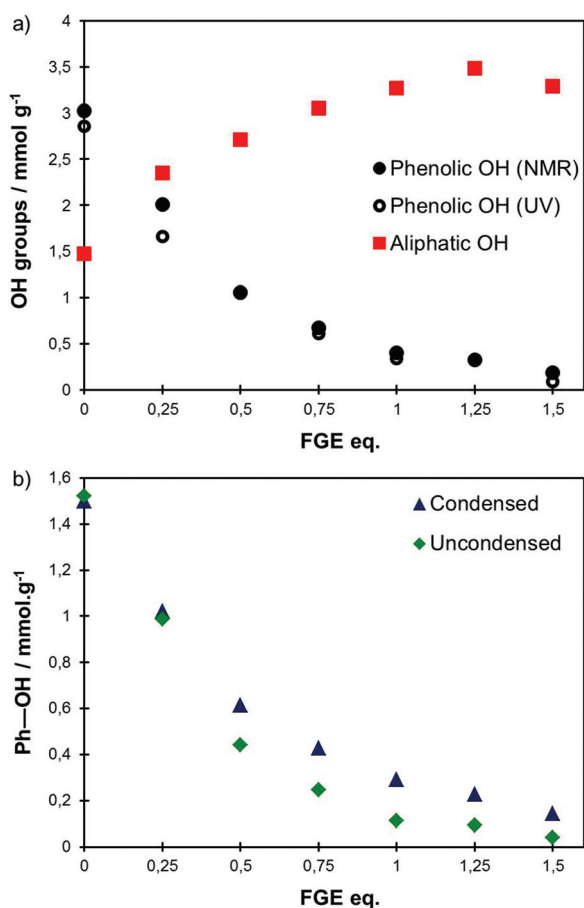 a)
4
3,5
3
2,5
2
1,5
1
0,5
0
OH groups / mmol g⁻¹
Phenolic OH (NMR)
Phenolic OH (UV)
Aliphatic OH
0 0,25 0,5 0,75 1 1,25 1,5
FGE eq.
b)
1,6
1,4
1,2
1
0,8
0,6
0,4
0,2
0
Ph—OH / mmol.g⁻¹
Condensed
Uncondensed
0 0,25 0,5 0,75 1 1,25 1,5
FGE eq.